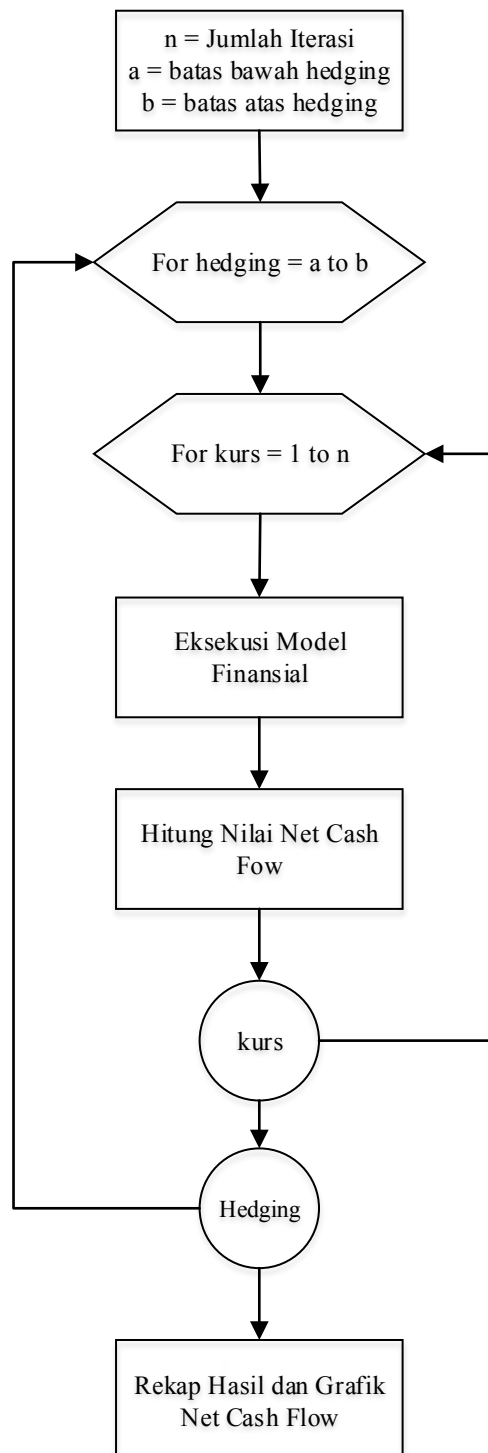 n = Jumlah Iterasi
a = batas bawah hedging
b = batas atas hedging
For hedging = a to b
For kurs = 1 to n
Eksekusi Model
Finansial
Hitung Nilai Net Cash
Fow
kurs
Hedging
Rekap Hasil dan Grafik
Net Cash Flow